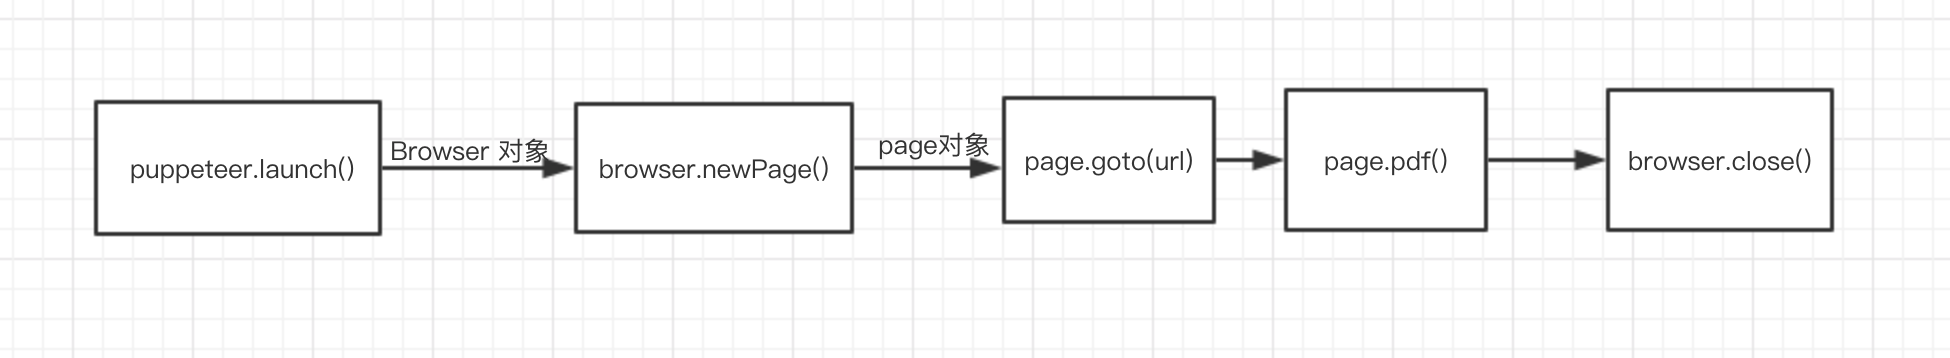 puppeteer.launch()
Browser 对象
browser.newPage()
page对象
page.goto(url)
page.pdf()
browser.close()